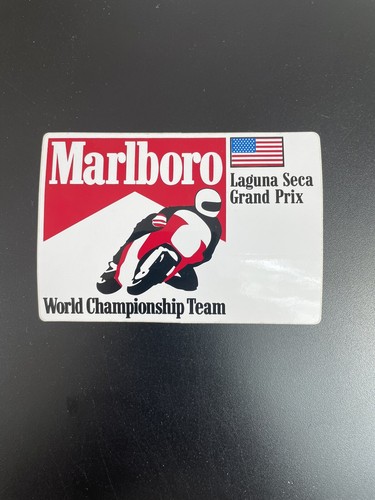 Marlboro
Laguna Seca
Grand Prix
World Championship Team